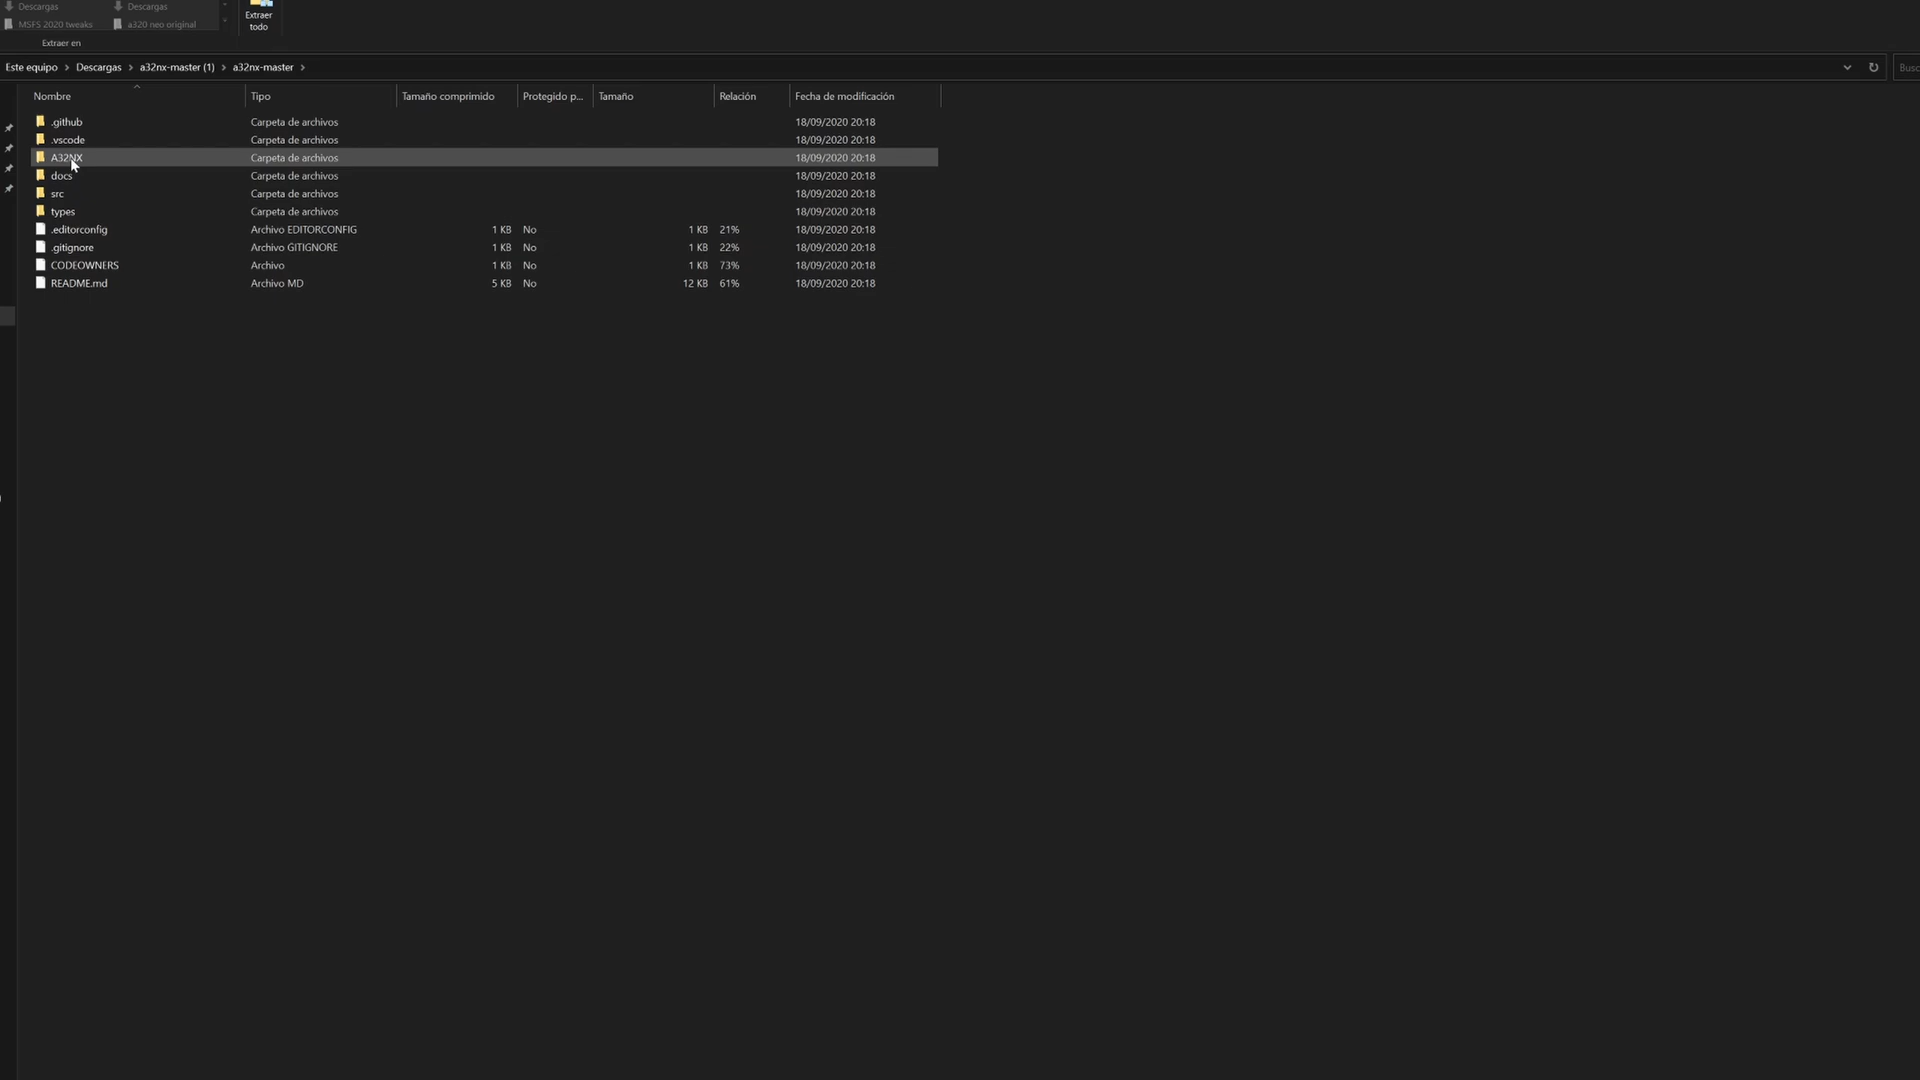 Descargas Descargas Extraer
MSFS 2020 tweaks a320 neo original todo
Extraer en
Este equipo > Descargas > a32nx-master (1) > a32nx-master >
Nombre Tipo Tamaño comprimido Protegido p... Tamaño Relación Fecha de modificación
.github Carpeta de archivos 18/09/2020 20:18
.vscode Carpeta de archivos 18/09/2020 20:18
A32NX Carpeta de archivos 18/09/2020 20:18
docs Carpeta de archivos 18/09/2020 20:18
src Carpeta de archivos 18/09/2020 20:18
types Carpeta de archivos 18/09/2020 20:18
.editorconfig Archivo EDITORCONFIG 1 KB No 1 KB 21% 18/09/2020 20:18
.gitignore Archivo GITIGNORE 1 KB No 1 KB 22% 18/09/2020 20:18
CODEOWNERS Archivo 1 KB No 1 KB 73% 18/09/2020 20:18
README.md Archivo MD 5 KB No 12 KB 61% 18/09/2020 20:18